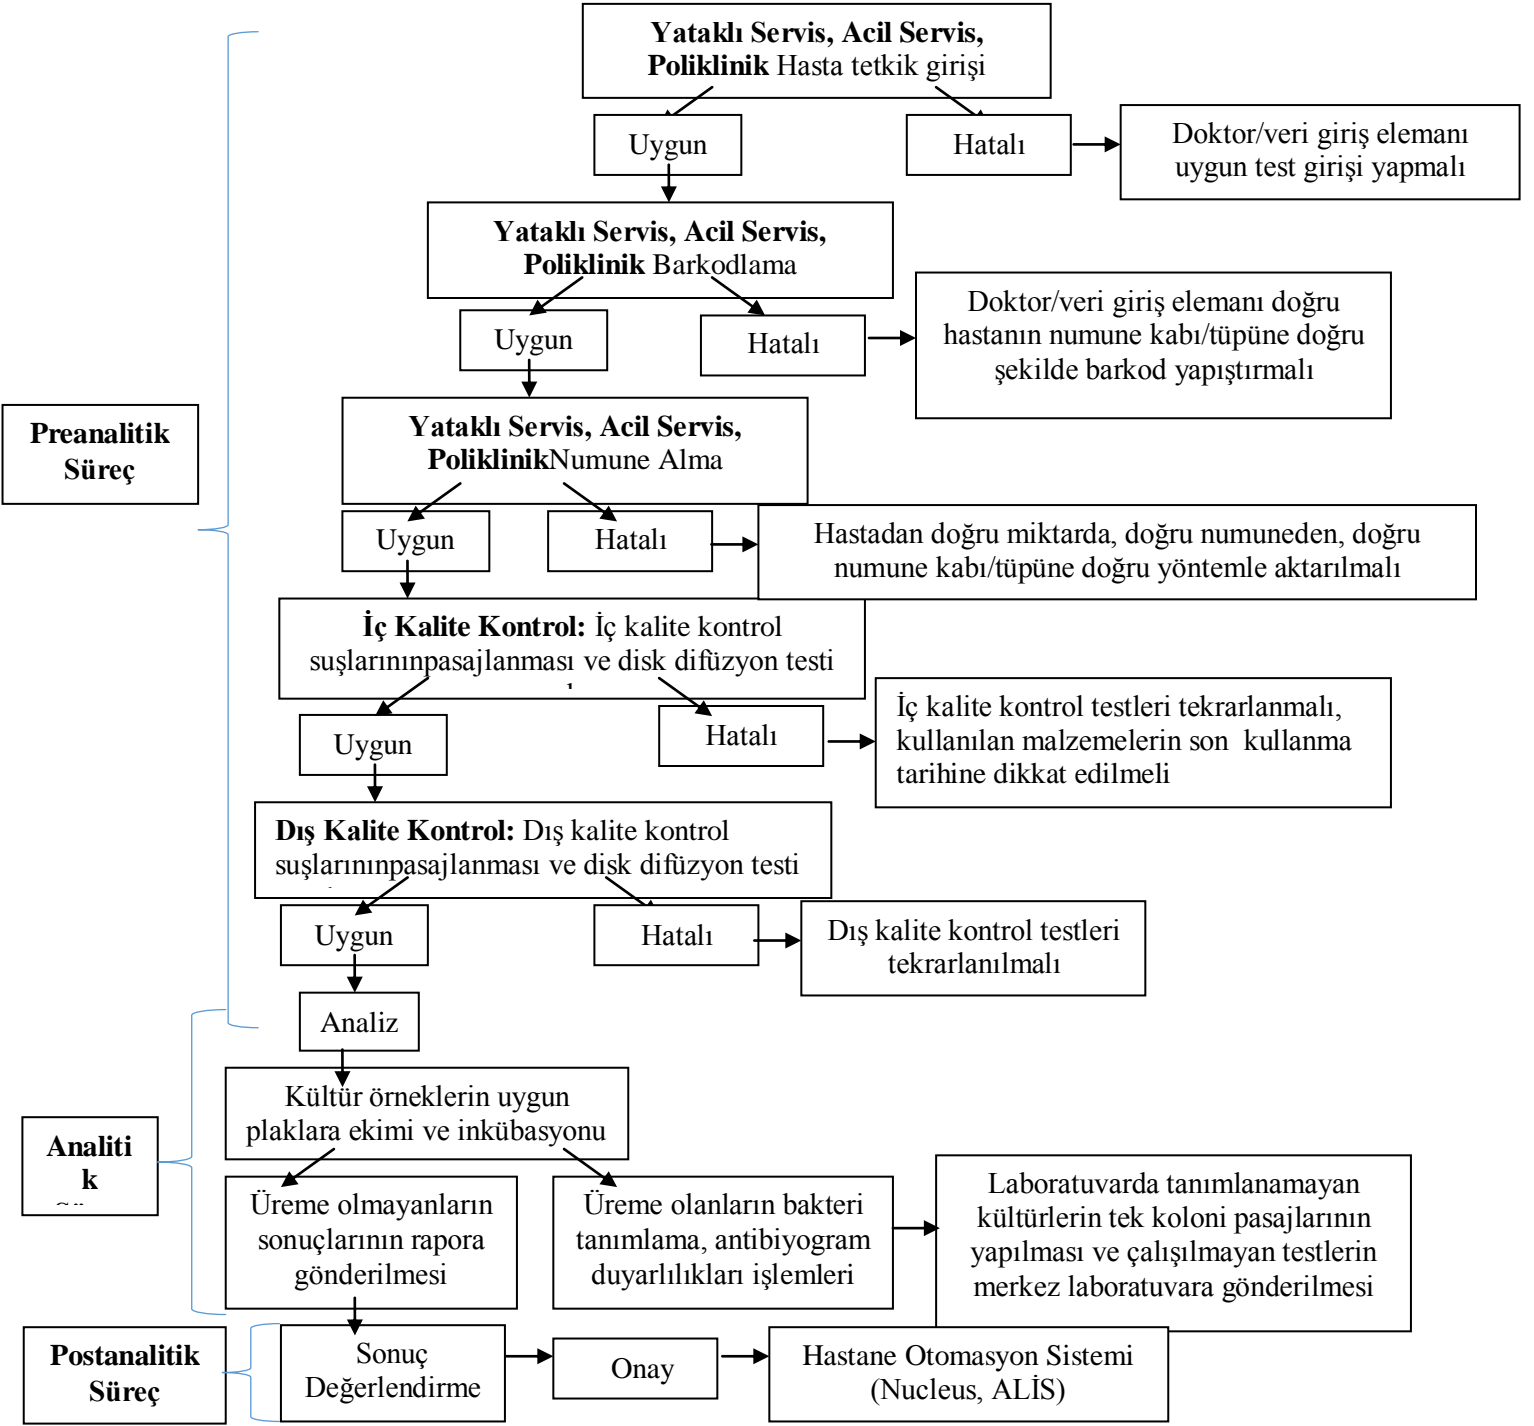 Yataklı Servis, Acil Servis,
Poliklinik Hasta tetkik girişi
Uygun
Hatalı
Doktor/veri giriş elemanı
uygun test girişi yapmalı
Yataklı Servis, Acil Servis,
Poliklinik Barkodlama
Uygun
Hatalı
Doktor/veri giriş elemanı doğru
hastanın numune kabı/tüpüne doğru
şekilde barkod yapıştırmalı
Preanalitik
Süreç
Yataklı Servis, Acil Servis,
PoliklinikNumune Alma
Uygun
Hatalı
Hastadan doğru miktarda, doğru numuneden, doğru
numune kabı/tüpüne doğru yöntemle aktarılmalı
İç Kalite Kontrol: İç kalite kontrol
suşlarınınpasajlanması ve disk difüzyon testi
Uygun
Hatalı
İç kalite kontrol testleri tekrarlanmalı,
kullanılan malzemelerin son kullanma
tarihine dikkat edilmeli
Dış Kalite Kontrol: Dış kalite kontrol
suşlarınınpasajlanması ve disk difüzyon testi
Uygun
Hatalı
Dış kalite kontrol testleri
tekrarlanılmalı
Analiz
Kültür örneklerin uygun
plaklara ekimi ve inkübasyonu
Analiti
k
Üreme olmayanların
sonuçlarının rapora
gönderilmesi
Üreme olanların bakteri
tanımlama, antibiyogram
duyarlılıkları işlemleri
Laboratuvarda tanımlanamayan
kültürlerin tek koloni pasajlarının
yapılması ve çalışılmayan testlerin
merkez laboratuvara gönderilmesi
Postanalitik
Süreç
Sonuç
Değerlendirme
Onay
Hastane Otomasyon Sistemi
(Nucleus, ALİS)